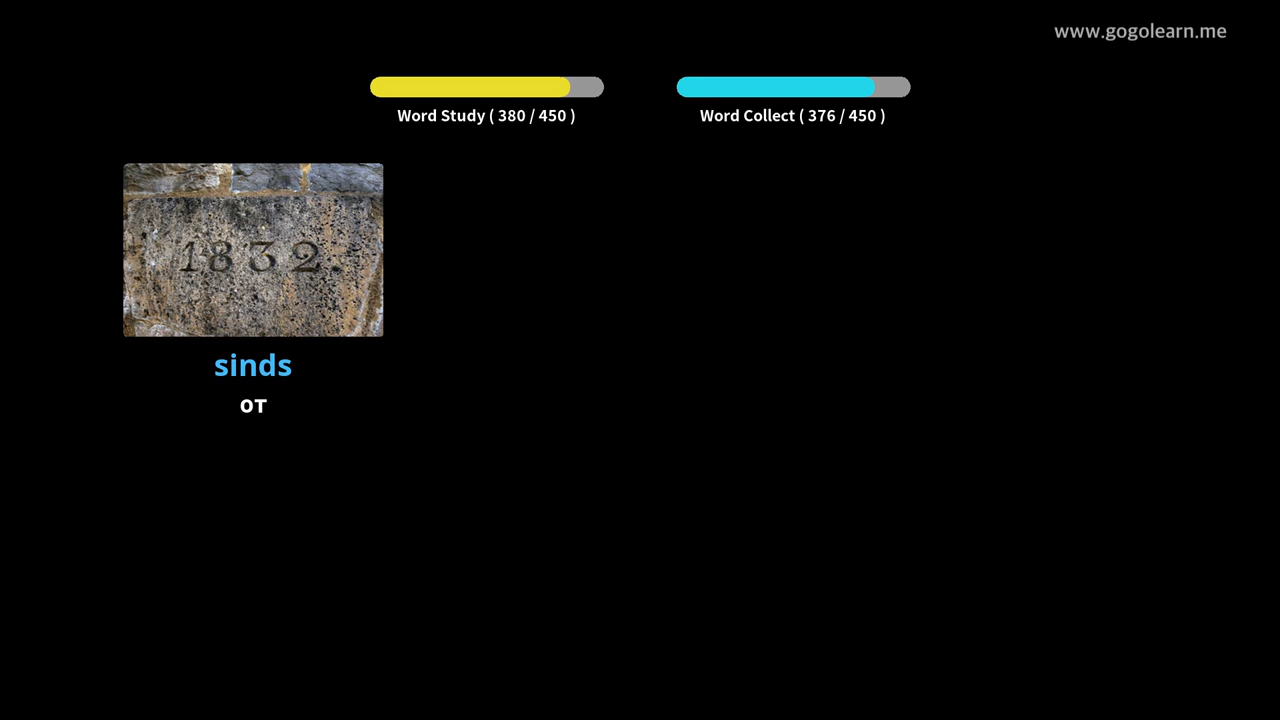 www.gogolearn.me
Word Study ( 380 / 450 )
Word Collect ( 376 / 450 )
1832.
sinds
от